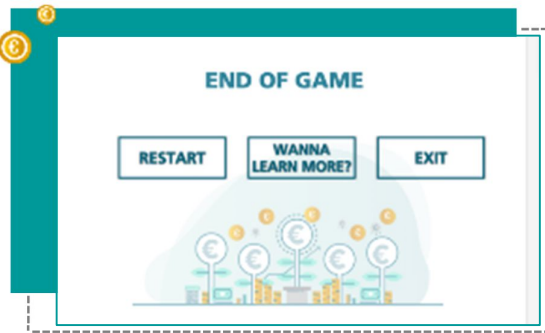 END OF GAME
RESTART
WANNA
LEARN MORE?
EXIT